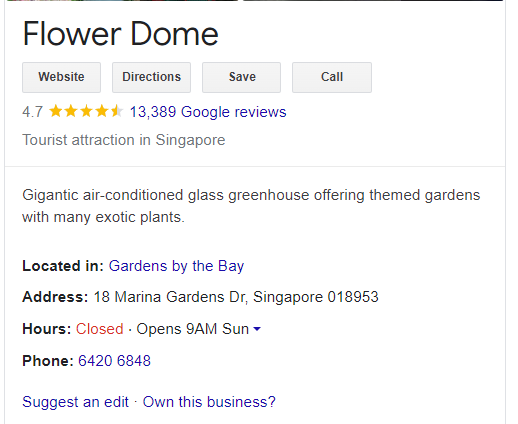 Flower Dome
Website Directions Save Call
4.7 13,389 Google reviews
Tourist attraction in Singapore
Gigantic air-conditioned glass greenhouse offering themed gardens
with many exotic plants.
Located in: Gardens by the Bay
Address: 18 Marina Gardens Dr, Singapore 018953
Hours: Closed · Opens 9AM Sun
Phone: 6420 6848
Suggest an edit · Own this business?